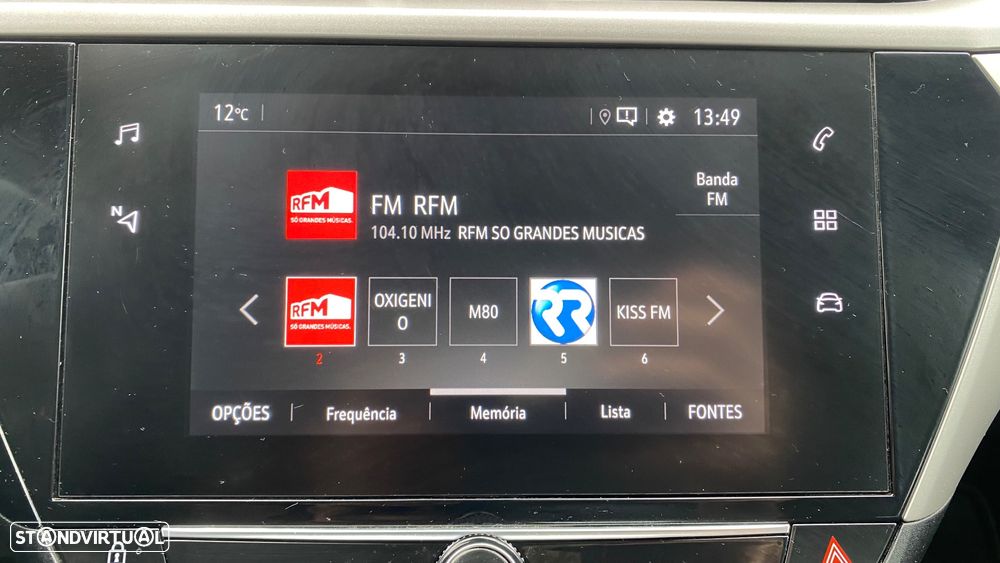 12°C
13:49
N
RFM
SÓ GRANDES MÚSICAS.
FM RFM
104.10 MHz RFM SO GRANDES MUSICAS
Banda
FM
RFM
SÓ GRANDES MÚSICAS.
OXIGENI
O
M80
RR
KISS FM
2 3 4 5 6
OPÇÕES Frequência Memória Lista FONTES
STANDVIRTUAL